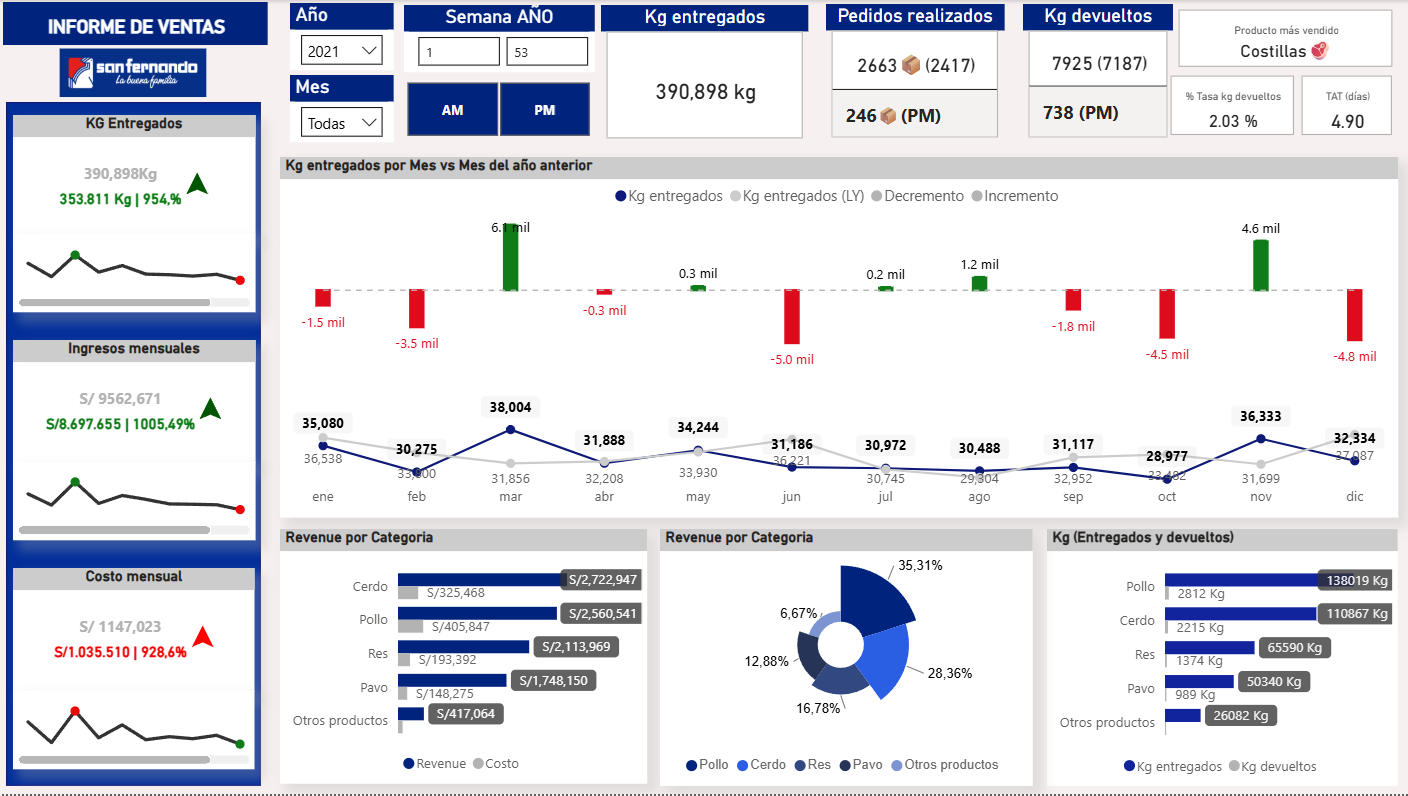 INFORME DE VENTAS
san fernando
La buena familia
Año
2021
Mes
Todas
Semana AÑO
1
53
AM
PM
Kg entregados
390,898 kg
Pedidos realizados
2663 📦 (2417)
246 📦 (PM)
Kg devueltos
7925 (7187)
738 (PM)
Producto más vendido
Costillas 🥩
% Tasa kg devueltos
2.03 %
TAT (días)
4.90
KG Entregados
390,898Kg
353.811 Kg | 954,%
Ingresos mensuales
S/ 9562,671
S/8.697.655 | 1005,49%
Costo mensual
S/ 1147,023
S/1.035.510 | 928,6%
Kg entregados por Mes vs Mes del año anterior
Kg entregados Kg entregados (LY) Decremento Incremento
-1.5 mil
-3.5 mil
6.1 mil
-0.3 mil
0.3 mil
-5.0 mil
0.2 mil
1.2 mil
-1.8 mil
-4.5 mil
4.6 mil
-4.8 mil
35,080
30,275
38,004
31,888
34,244
31,186
30,972
30,488
31,117
28,977
36,333
32,334
36,538
33,800
31,856
32,208
33,930
36,221
30,745
29,304
32,952
33,482
31,699
37,087
ene feb mar abr may jun jul ago sep oct nov dic
Revenue por Categoria
Cerdo S/2,722,947
S/325,468
Pollo S/2,560,541
S/405,847
Res S/2,113,969
S/193,392
Pavo S/1,748,150
S/148,275
Otros productos S/417,064
Revenue Costo
Revenue por Categoria
35,31%
28,36%
16,78%
12,88%
6,67%
Pollo Cerdo Res Pavo Otros productos
Kg (Entregados y devueltos)
Pollo 138019 Kg
2812 Kg
Cerdo 110867 Kg
2215 Kg
Res 65590 Kg
1374 Kg
Pavo 50340 Kg
989 Kg
Otros productos 26082 Kg
Kg entregados Kg devueltos